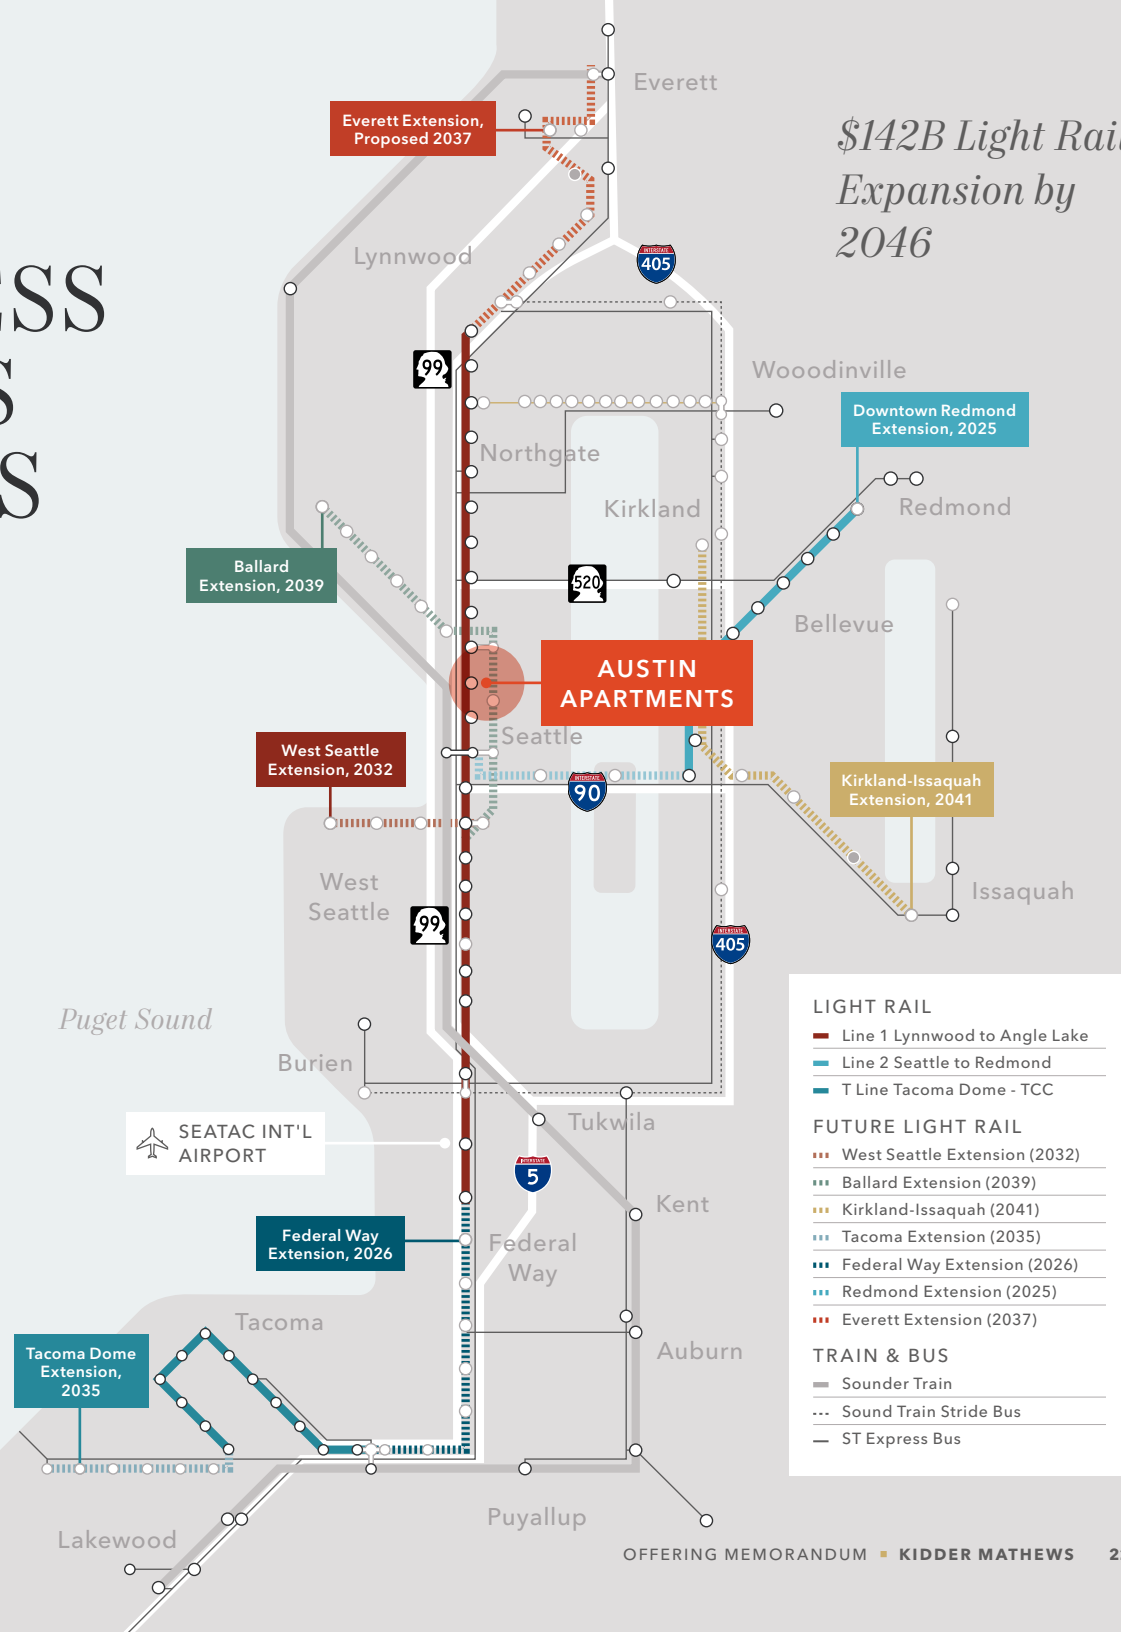 Everett
Everett Extension,
Proposed 2037
$142B Light Rail
Expansion by
2046
Lynnwood
INTERSTATE
405
ESS
S
S
99
Wooodinville
Downtown Redmond
Extension, 2025
Northgate
Kirkland
Redmond
Ballard
Extension, 2039
520
Bellevue
AUSTIN
APARTMENTS
Seattle
West Seattle
Extension, 2032
INTERSTATE
90
Kirkland-Issaquah
Extension, 2041
West
Seattle
Issaquah
99
INTERSTATE
405
Puget Sound
Burien
Tukwila
SEATAC INT'L
AIRPORT
INTERSTATE
5
Kent
Federal Way
Extension, 2026
Federal
Way
Tacoma
Tacoma Dome
Extension,
2035
Auburn
Puyallup
Lakewood
LIGHT RAIL
Line 1 Lynnwood to Angle Lake
Line 2 Seattle to Redmond
T Line Tacoma Dome - TCC
FUTURE LIGHT RAIL
West Seattle Extension (2032)
Ballard Extension (2039)
Kirkland-Issaquah (2041)
Tacoma Extension (2035)
Federal Way Extension (2026)
Redmond Extension (2025)
Everett Extension (2037)
TRAIN & BUS
Sounder Train
Sound Train Stride Bus
ST Express Bus
OFFERING MEMORANDUM KIDDER MATHEWS